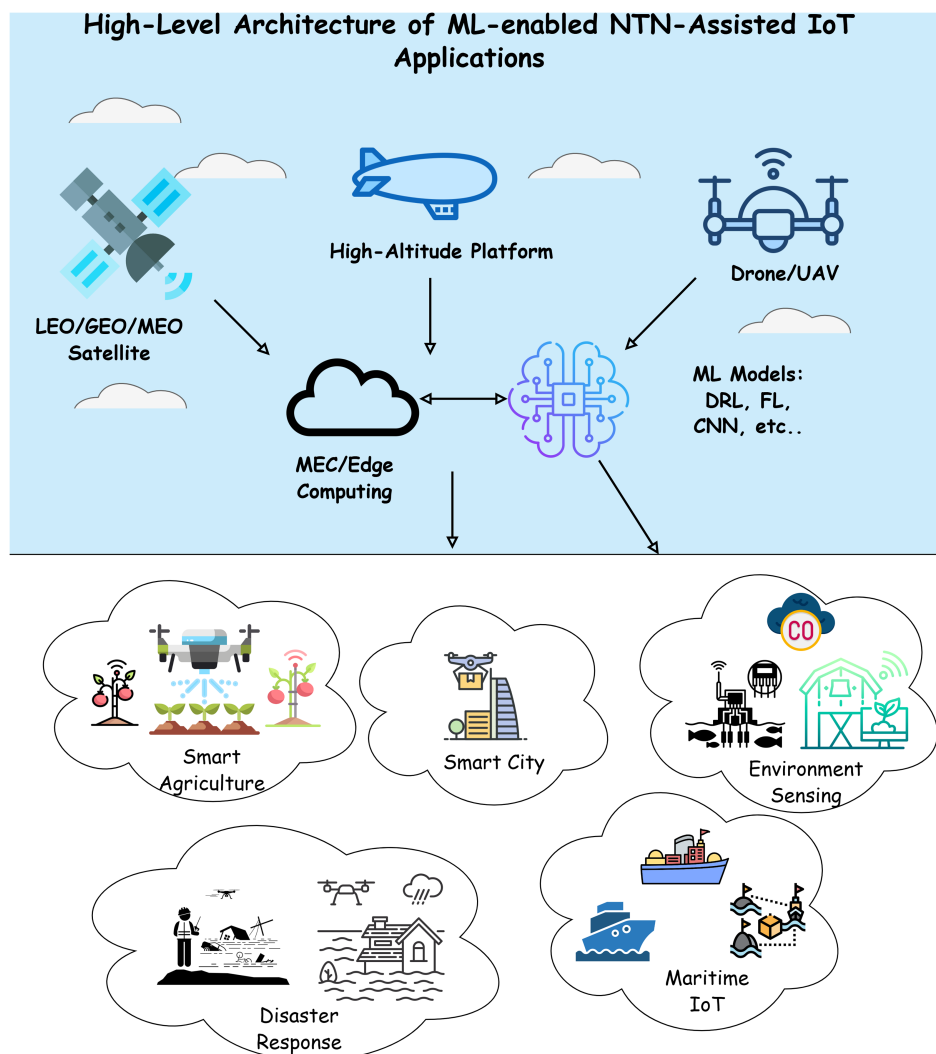 High-Level Architecture of ML-enabled NTN-Assisted IoT
Applications
High-Altitude Platform
Drone/UAV
LEO/GEO/MEO
Satellite
ML Models:
DRL, FL,
CNN, etc..
MEC/Edge
Computing
CO
Smart
Agriculture
Smart City
Environment
Sensing
Disaster
Response
Maritime
IoT